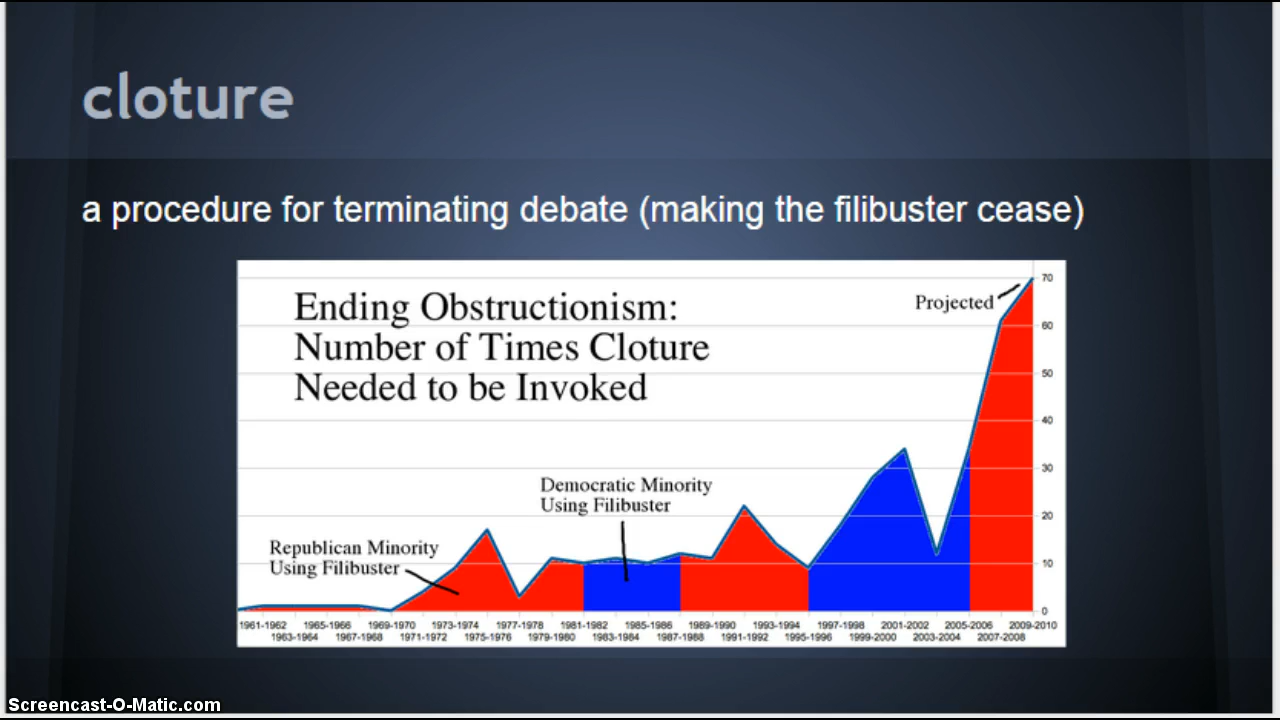 cloture
a procedure for terminating debate (making the filibuster cease)
Ending Obstructionism:
Number of Times Cloture
Needed to be Invoked
Projected
70
60
50
40
30
20
10
0
Democratic Minority
Using Filibuster
Republican Minority
Using Filibuster
1961-1962 1965-1966 1969-1970 1973-1974 1977-1978 1981-1982 1985-1986 1989-1990 1993-1994 1997-1998 2001-2002 2005-2006 2009-2010
1963-1964 1967-1968 1971-1972 1975-1976 1979-1980 1983-1984 1987-1988 1991-1992 1995-1996 1999-2000 2003-2004 2007-2008
Screencast-O-Matic.com